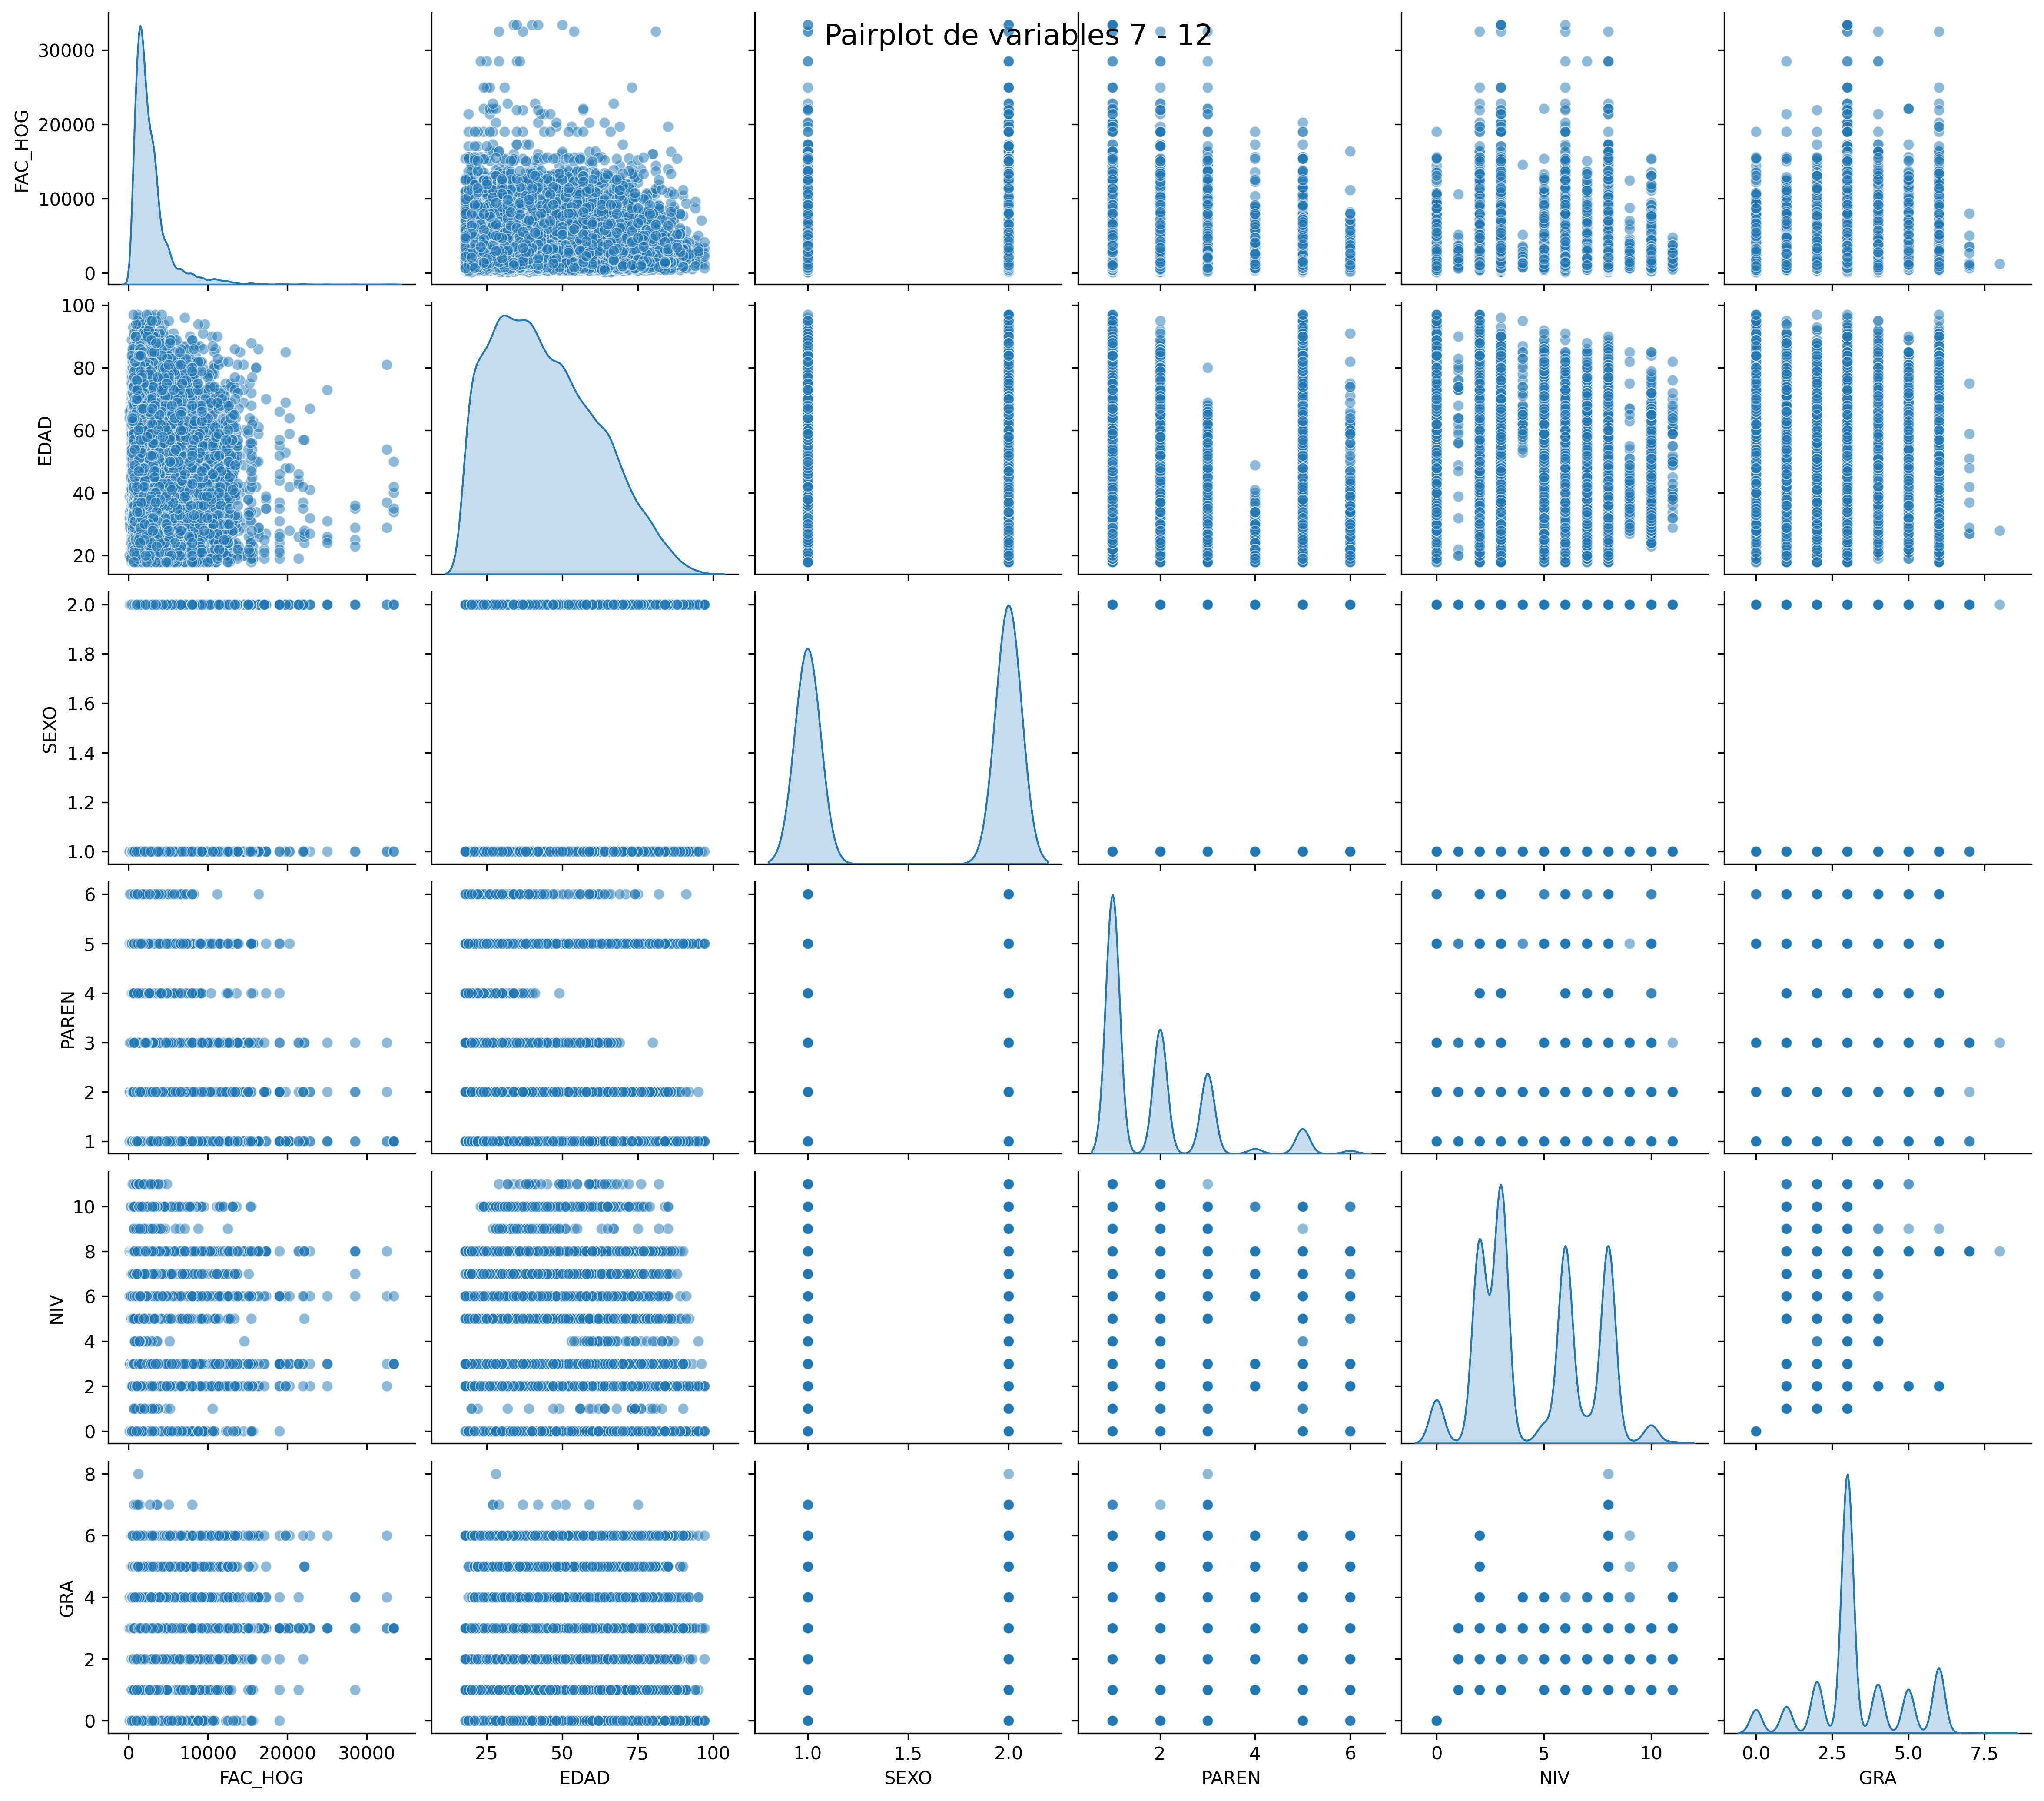 Pairplot de variables 7 - 12
FAC_HOG
30000
20000
10000
0
EDAD
100
80
60
40
20
SEXO
2.0
1.8
1.6
1.4
1.2
1.0
PAREN
6
5
4
3
2
1
NIV
10
8
6
4
2
0
GRA
8
6
4
2
0
0 10000 20000 30000
25 50 75 100
1.0 1.5 2.0
2 4 6
0 5 10
0.0 2.5 5.0 7.5
FAC_HOG
EDAD
SEXO
PAREN
NIV
GRA